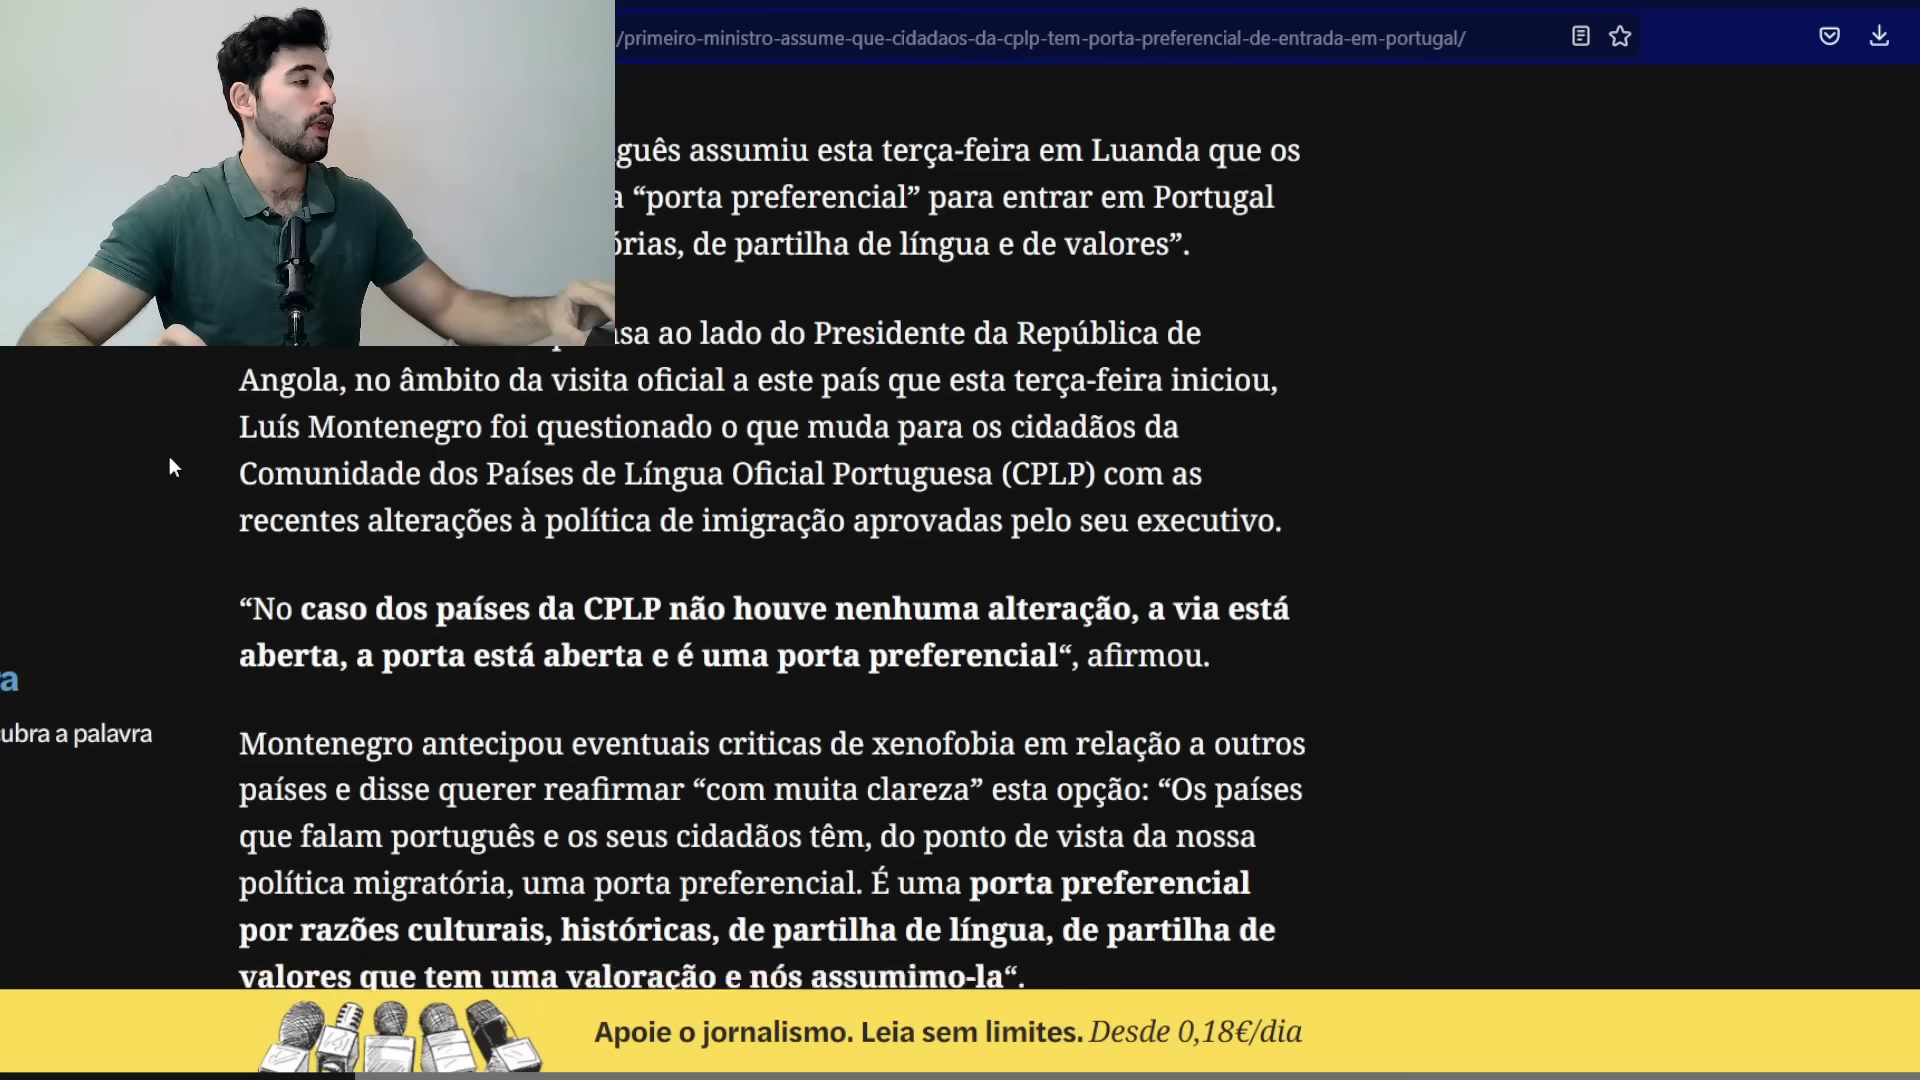 /primeiro-ministro-assume-que-cidadaos-da-cplp-tem-porta-preferencial-de-entrada-em-portugal/
assumiu esta terça-feira em Luanda que os
“porta preferencial” para entrar em Portugal
de partilha de língua e de valores”.
ao lado do Presidente da República de
Angola, no âmbito da visita oficial a este país que esta terça-feira iniciou,
Luís Montenegro foi questionado o que muda para os cidadãos da
Comunidade dos Países de Língua Oficial Portuguesa (CPLP) com as
recentes alterações à política de imigração aprovadas pelo seu executivo.
“No caso dos países da CPLP não houve nenhuma alteração, a via está
aberta, a porta está aberta e é uma porta preferencial“, afirmou.
a palavra
Montenegro antecipou eventuais criticas de xenofobia em relação a outros
países e disse querer reafirmar “com muita clareza” esta opção: “Os países
que falam português e os seus cidadãos têm, do ponto de vista da nossa
política migratória, uma porta preferencial. É uma porta preferencial
por razões culturais, históricas, de partilha de língua, de partilha de
valores que tem uma valoração e nós assumimo-la“.
Apoie o jornalismo. Leia sem limites. Desde 0,18€/dia